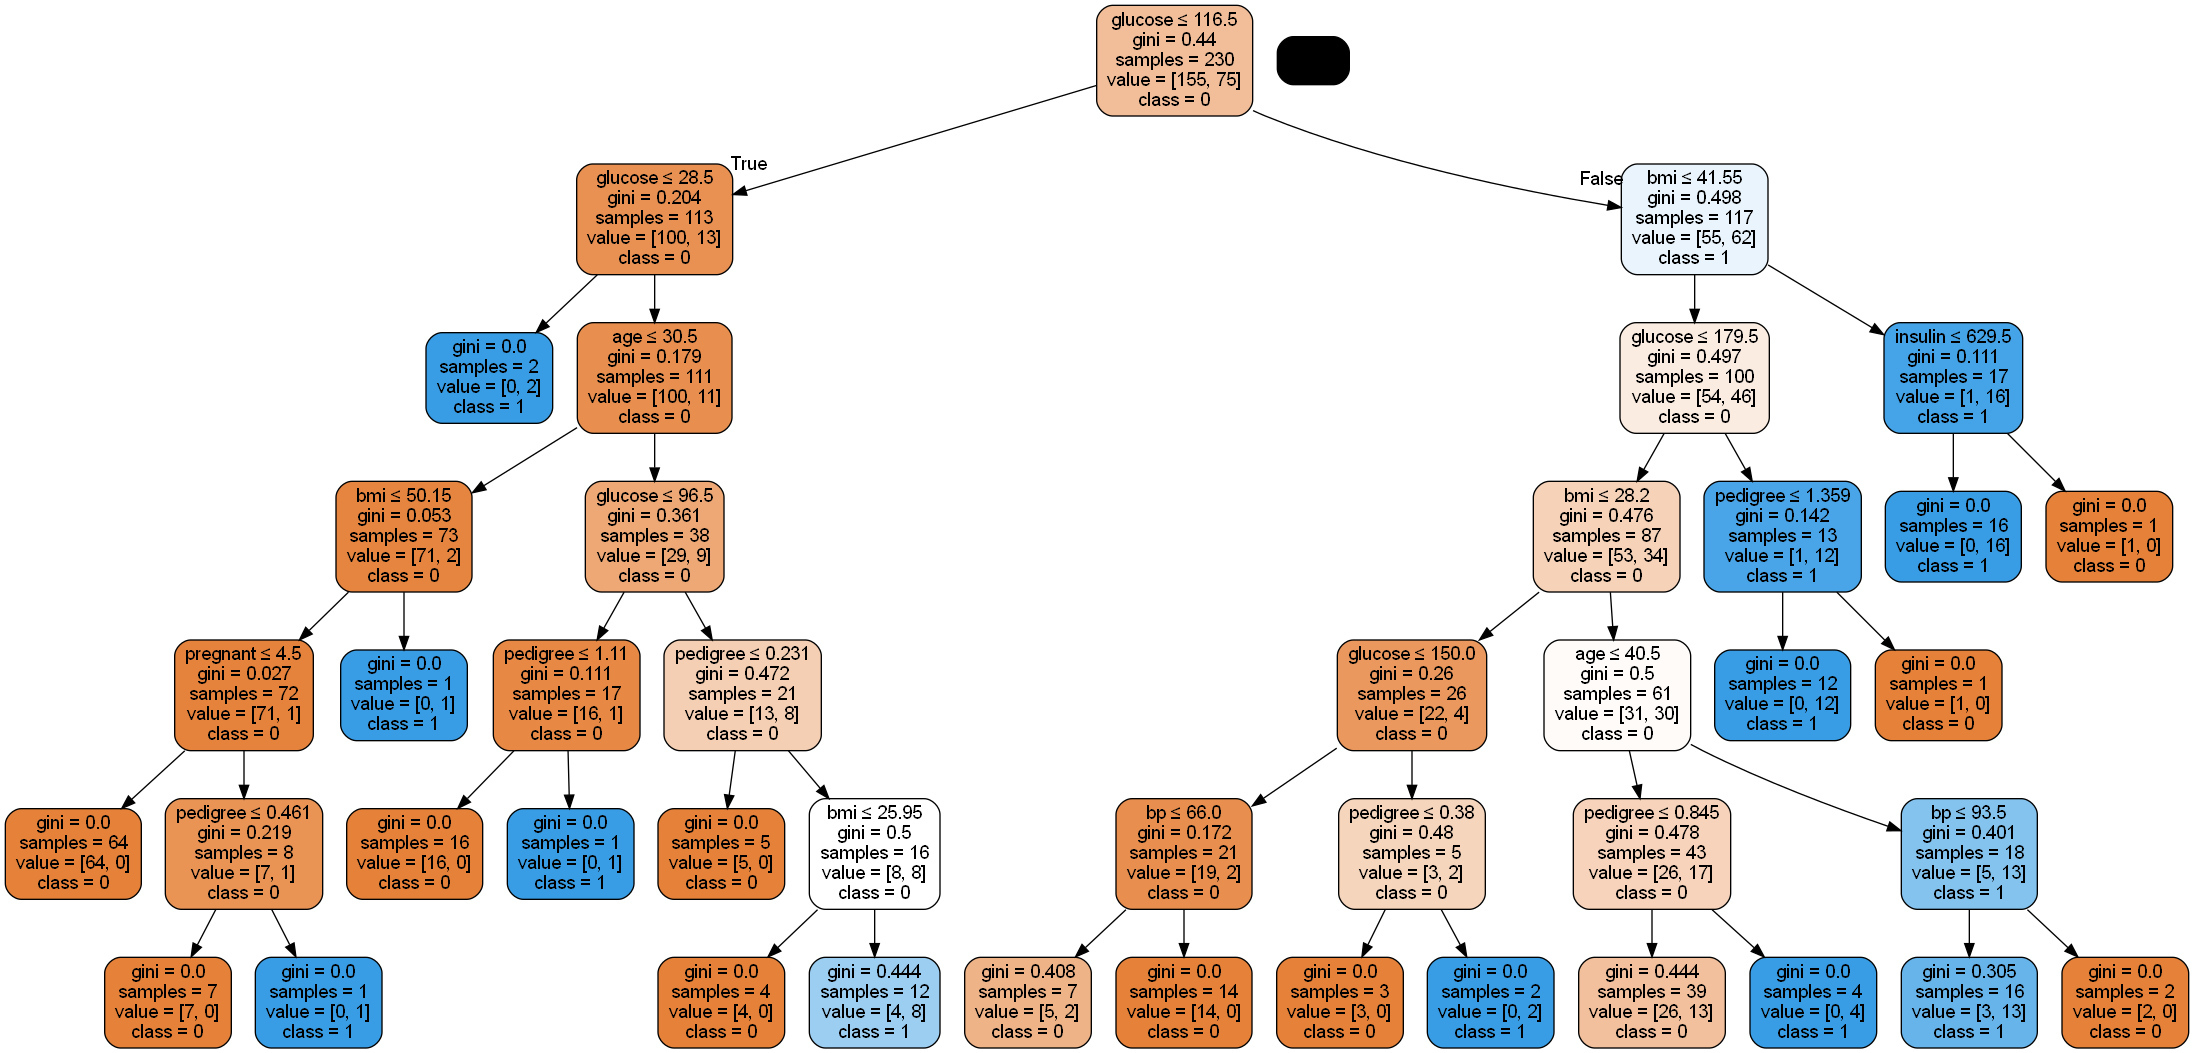 glucose ≤ 116.5
gini = 0.44
samples = 230
value = [155, 75]
class = 0
True
False
glucose ≤ 28.5
gini = 0.204
samples = 113
value = [100, 13]
class = 0
bmi ≤ 41.55
gini = 0.498
samples = 117
value = [55, 62]
class = 1
gini = 0.0
samples = 2
value = [0, 2]
class = 1
age ≤ 30.5
gini = 0.179
samples = 111
value = [100, 11]
class = 0
glucose ≤ 179.5
gini = 0.497
samples = 100
value = [54, 46]
class = 0
insulin ≤ 629.5
gini = 0.111
samples = 17
value = [1, 16]
class = 1
bmi ≤ 50.15
gini = 0.053
samples = 73
value = [71, 2]
class = 0
glucose ≤ 96.5
gini = 0.361
samples = 38
value = [29, 9]
class = 0
bmi ≤ 28.2
gini = 0.476
samples = 87
value = [53, 34]
class = 0
pedigree ≤ 1.359
gini = 0.142
samples = 13
value = [1, 12]
class = 1
gini = 0.0
samples = 16
value = [0, 16]
class = 1
gini = 0.0
samples = 1
value = [1, 0]
class = 0
pregnant ≤ 4.5
gini = 0.027
samples = 72
value = [71, 1]
class = 0
gini = 0.0
samples = 1
value = [0, 1]
class = 1
pedigree ≤ 1.11
gini = 0.111
samples = 17
value = [16, 1]
class = 0
pedigree ≤ 0.231
gini = 0.472
samples = 21
value = [13, 8]
class = 0
glucose ≤ 150.0
gini = 0.26
samples = 26
value = [22, 4]
class = 0
age ≤ 40.5
gini = 0.5
samples = 61
value = [31, 30]
class = 0
gini = 0.0
samples = 12
value = [0, 12]
class = 1
gini = 0.0
samples = 1
value = [1, 0]
class = 0
gini = 0.0
samples = 64
value = [64, 0]
class = 0
pedigree ≤ 0.461
gini = 0.219
samples = 8
value = [7, 1]
class = 0
gini = 0.0
samples = 16
value = [16, 0]
class = 0
gini = 0.0
samples = 1
value = [0, 1]
class = 1
gini = 0.0
samples = 5
value = [5, 0]
class = 0
bmi ≤ 25.95
gini = 0.5
samples = 16
value = [8, 8]
class = 0
bp ≤ 66.0
gini = 0.172
samples = 21
value = [19, 2]
class = 0
pedigree ≤ 0.38
gini = 0.48
samples = 5
value = [3, 2]
class = 0
pedigree ≤ 0.845
gini = 0.478
samples = 43
value = [26, 17]
class = 0
bp ≤ 93.5
gini = 0.401
samples = 18
value = [5, 13]
class = 1
gini = 0.0
samples = 7
value = [7, 0]
class = 0
gini = 0.0
samples = 1
value = [0, 1]
class = 1
gini = 0.0
samples = 4
value = [4, 0]
class = 0
gini = 0.444
samples = 12
value = [4, 8]
class = 1
gini = 0.408
samples = 7
value = [5, 2]
class = 0
gini = 0.0
samples = 14
value = [14, 0]
class = 0
gini = 0.0
samples = 3
value = [3, 0]
class = 0
gini = 0.0
samples = 2
value = [0, 2]
class = 1
gini = 0.444
samples = 39
value = [26, 13]
class = 0
gini = 0.0
samples = 4
value = [0, 4]
class = 1
gini = 0.305
samples = 16
value = [3, 13]
class = 1
gini = 0.0
samples = 2
value = [2, 0]
class = 0